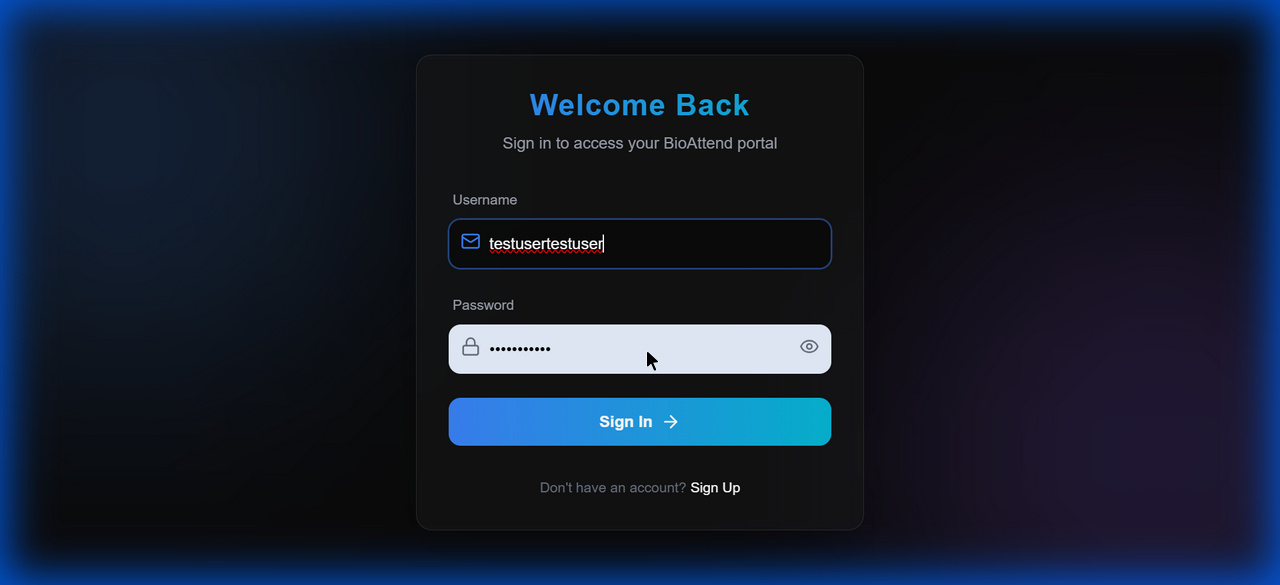 Welcome Back
Sign in to access your BioAttend portal
Username
testusertestuser
Password
•••••••••••
Sign In →
Don't have an account? Sign Up